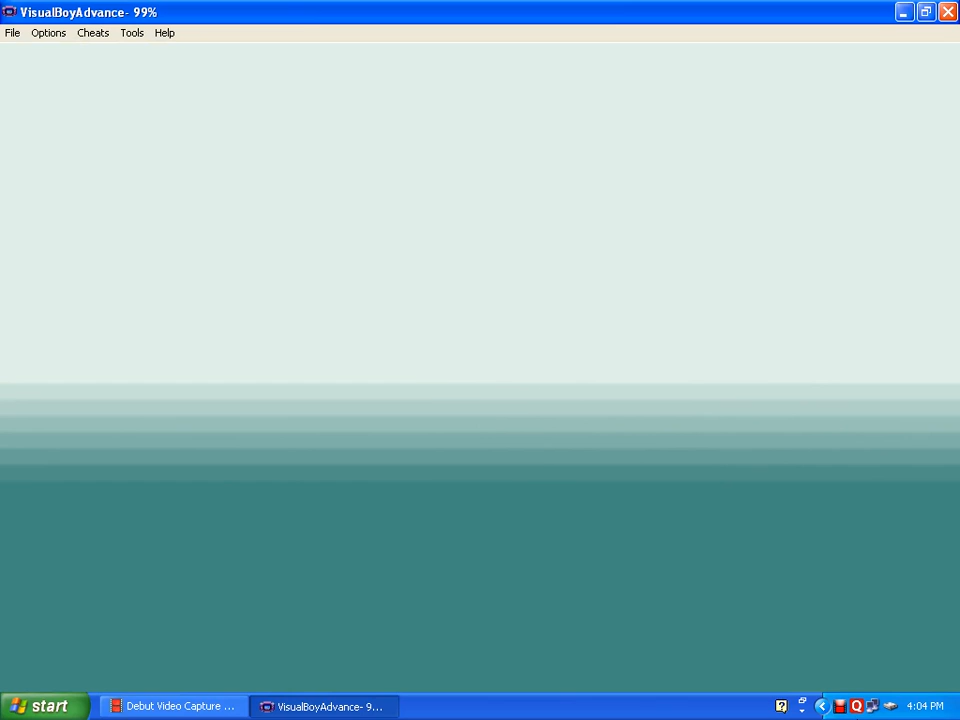 VisualBoyAdvance- 99%
File Options Cheats Tools Help
start Debut Video Capture ... VisualBoyAdvance- 9... ? Q 4:04 PM